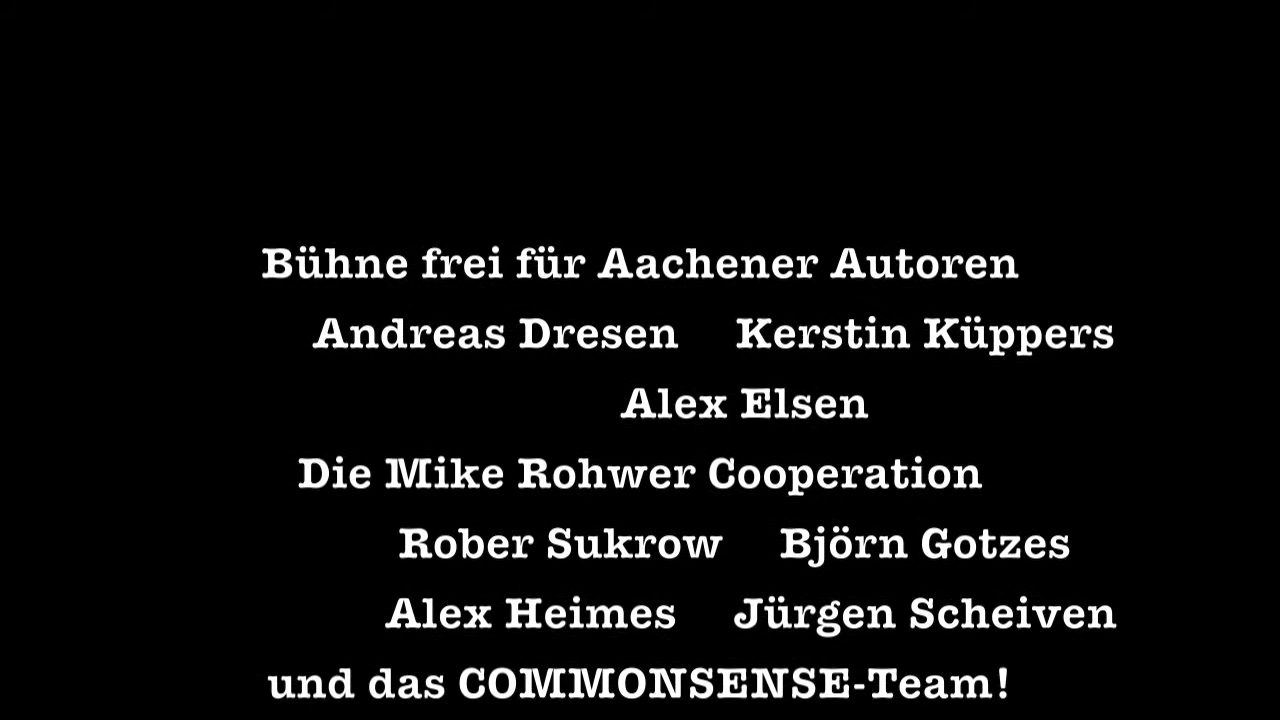 Bühne frei für Aachener Autoren
Andreas Dresen Kerstin Küppers
Alex Elsen
Die Mike Rohwer Cooperation
Rober Sukrow Björn Gotzes
Alex Heimes Jürgen Scheiven
und das COMMONSENSE-Team!